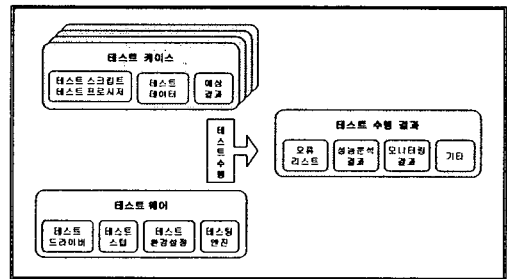 테스트 케이스
테스트 스크립트
테스트 프로시저
테스트
데이터
예상
결과
테스트수행
테스트 수행 결과
오류
리스트
성능분석
결과
모니터링
결과
기타
테스트 웨어
테스트
드라이버
테스트
스텁
테스트
환경설정
테스팅
엔진